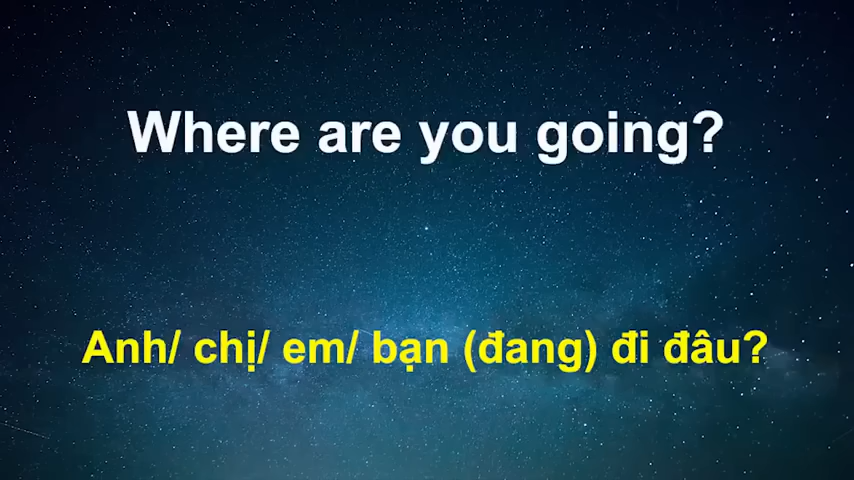 Where are you going?
Anh/ chị/ em/ bạn (đang) đi đâu?